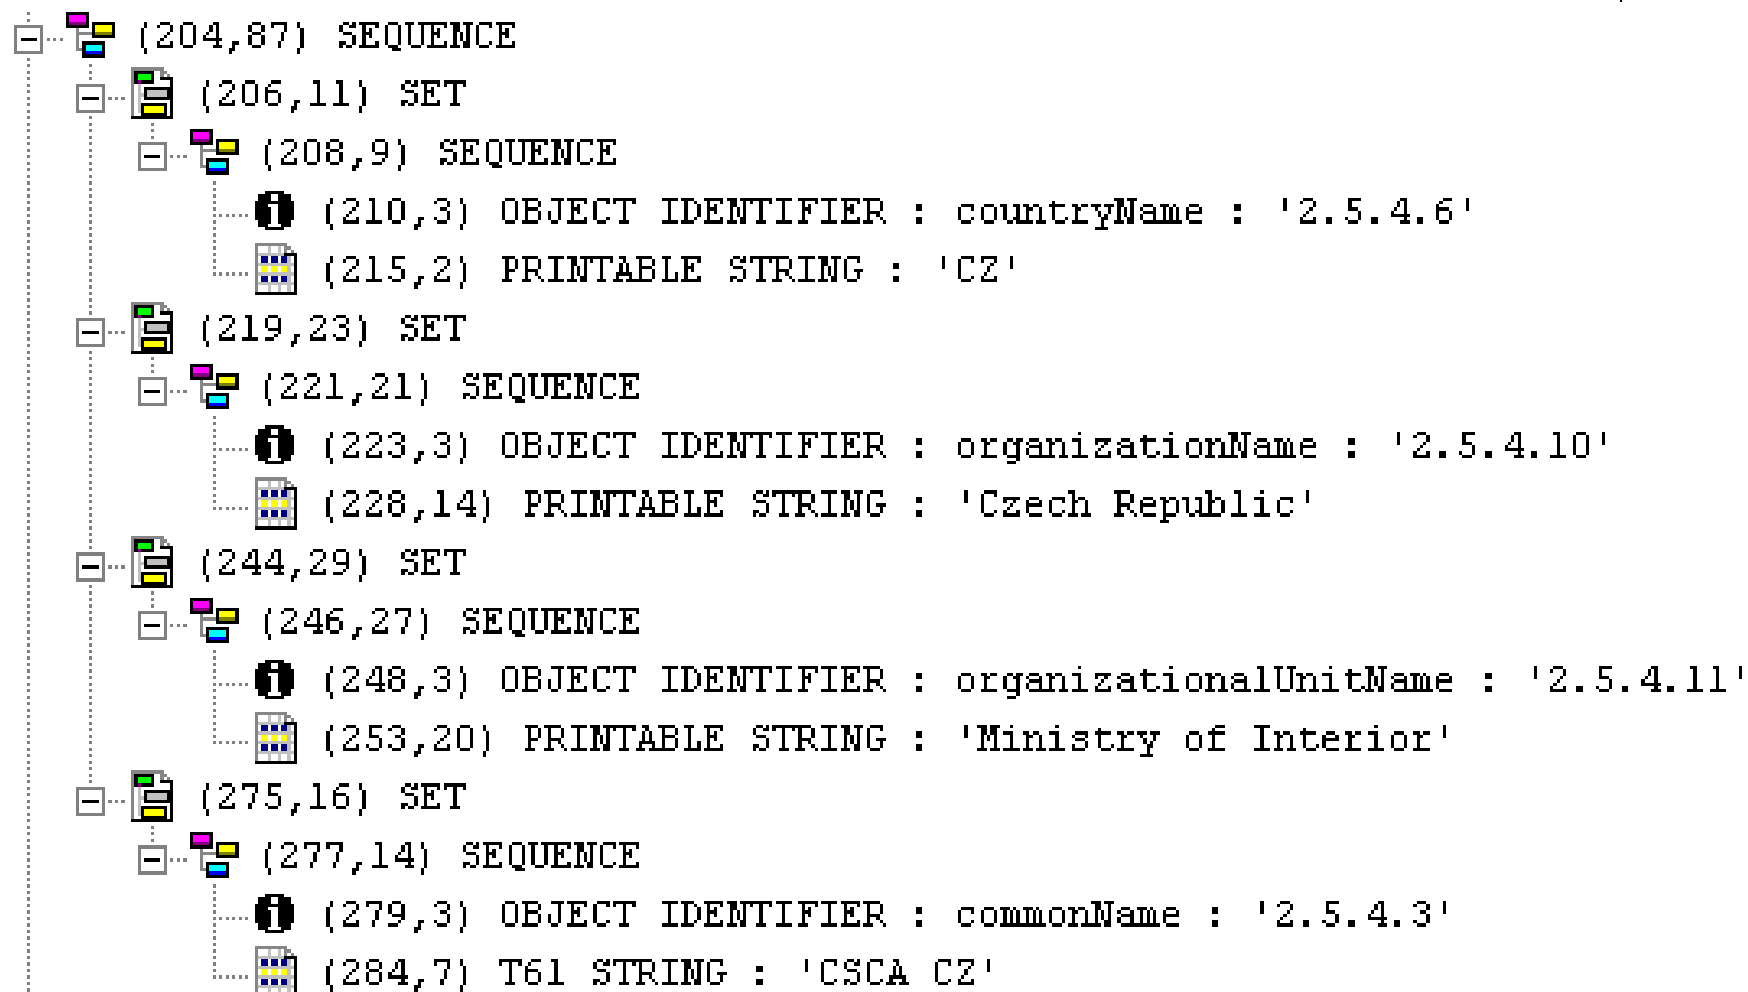 (204,87) SEQUENCE
(206,11) SET
(208,9) SEQUENCE
(210,3) OBJECT IDENTIFIER : countryName : '2.5.4.6'
(215,2) PRINTABLE STRING : 'CZ'
(219,23) SET
(221,21) SEQUENCE
(223,3) OBJECT IDENTIFIER : organizationName : '2.5.4.10'
(228,14) PRINTABLE STRING : 'Czech Republic'
(244,29) SET
(246,27) SEQUENCE
(248,3) OBJECT IDENTIFIER : organizationalUnitName : '2.5.4.11'
(253,20) PRINTABLE STRING : 'Ministry of Interior'
(275,16) SET
(277,14) SEQUENCE
(279,3) OBJECT IDENTIFIER : commonName : '2.5.4.3'
(284,7) T61 STRING : 'CSCA CZ'